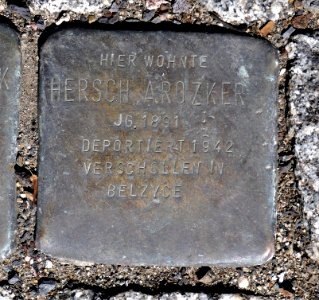 HIER WOHNTE
HERSCH AROZKER
JG. 1891
DEPORTIERT 1942
VERSCHOLLEN IN
BELZYCE